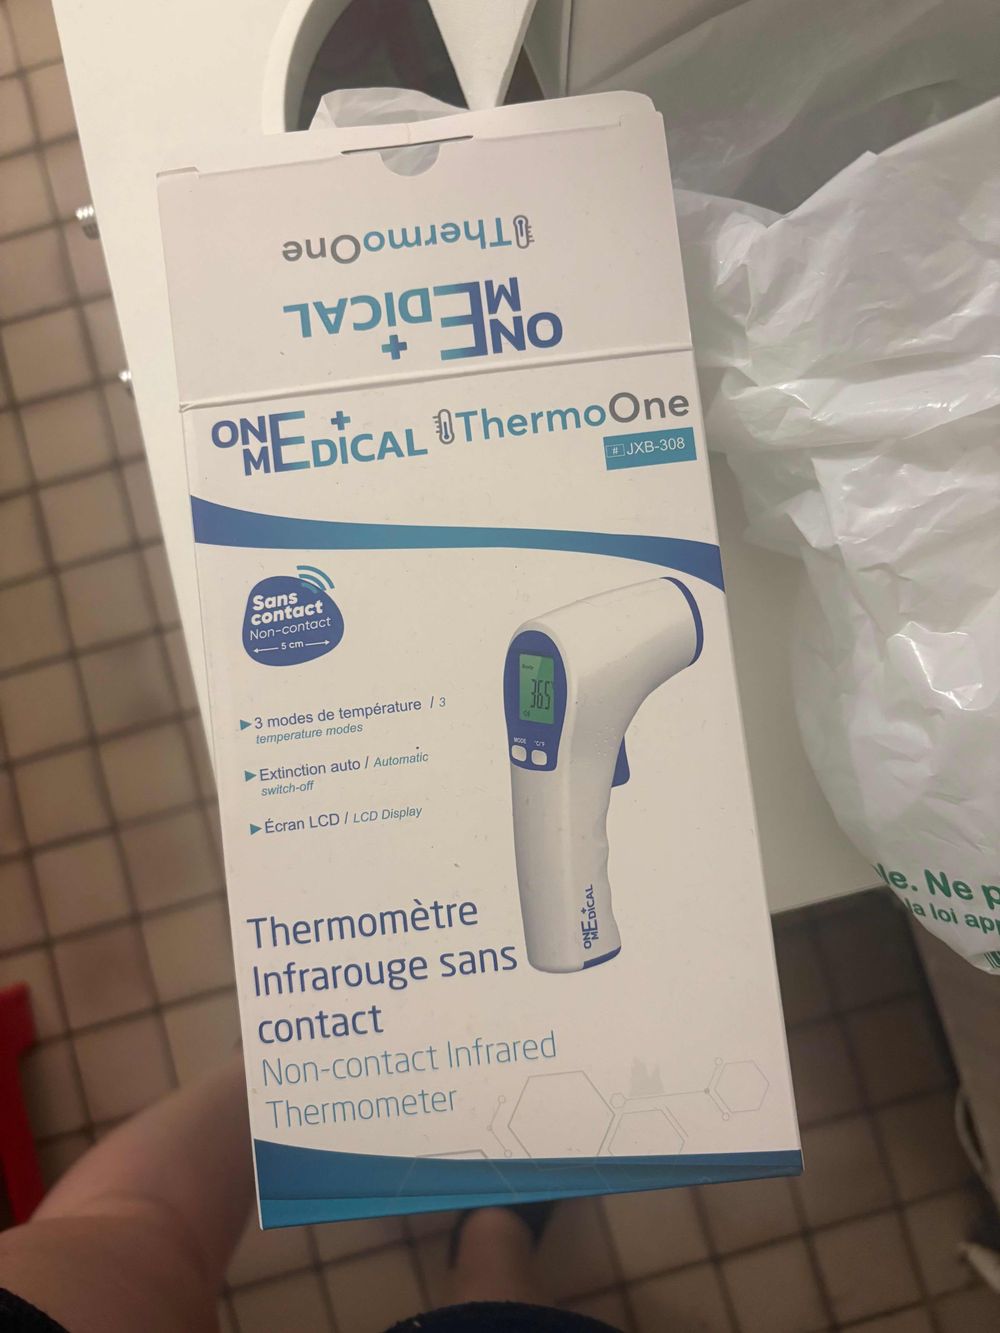 ThermoOne
ONE MEDICAL
ONE MEDICAL ThermoOne
# JXB-308
Sans
contact
Non-contact
5 cm
3 modes de température / 3
temperature modes
Extinction auto / Automatic
switch-off
Écran LCD / LCD Display
Body
36.5
MODE °C/°F
ONE MEDICAL
Thermomètre
Infrarouge sans
contact
Non-contact Infrared
Thermometer
le. Ne p
la loi app